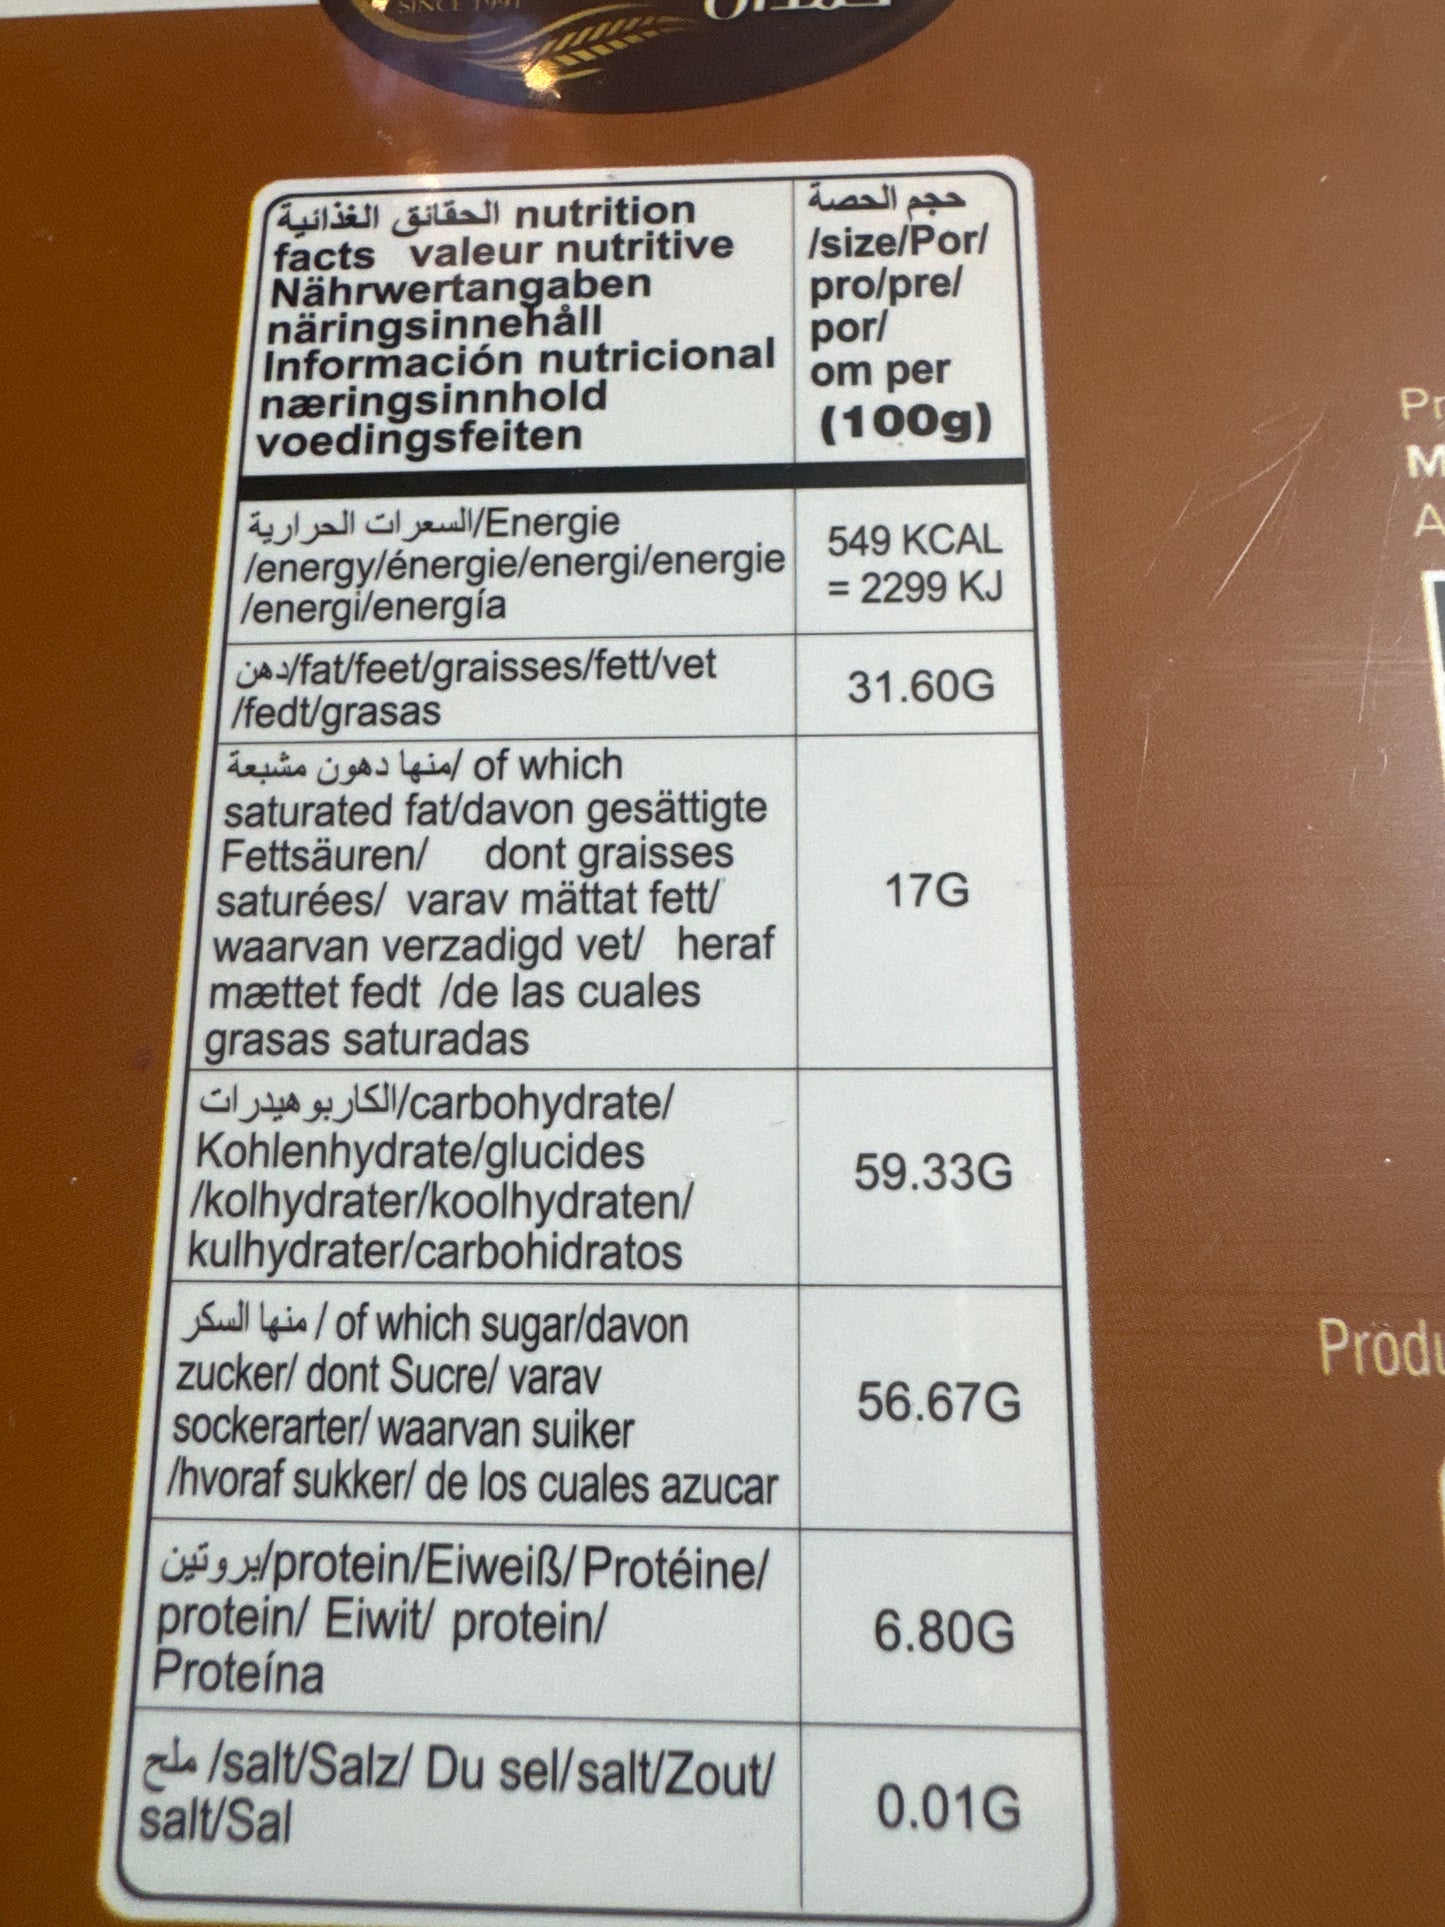 SINCE 1991
الحقائق الغذائية nutrition
facts valeur nutritive
Nährwertangaben
näringsinnehåll
Información nutricional
næringsinnhold
voedingsfeiten
حجم الحصة
/size/Por/
pro/pre/
por/
om per
(100g)
السعرات الحرارية/Energie
/energy/énergie/energi/energie
/energi/energía
549 KCAL
= 2299 KJ
دهن/fat/feet/graisses/fett/vet
/fedt/grasas
31.60G
منها دهون مشبعة/ of which
saturated fat/davon gesättigte
Fettsäuren/ dont graisses
saturées/ varav mättat fett/
waarvan verzadigd vet/ heraf
mættet fedt /de las cuales
grasas saturadas
17G
الكاربوهيدرات/carbohydrate/
Kohlenhydrate/glucides
/kolhydrater/koolhydraten/
kulhydrater/carbohidratos
59.33G
منها السكر / of which sugar/davon
zucker/ dont Sucre/ varav
sockerarter/ waarvan suiker
/hvoraf sukker/ de los cuales azucar
56.67G
بروتين/protein/Eiweiß/ Protéine/
protein/ Eiwit/ protein/
Proteína
6.80G
ملح /salt/Salz/ Du sel/salt/Zout/
salt/Sal
0.01G